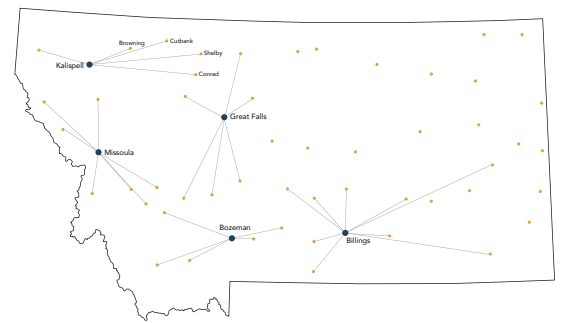 Browning
Cutbank
Shelby
Kalispell
Conrad
Great Falls
Missoula
Bozeman
Billings